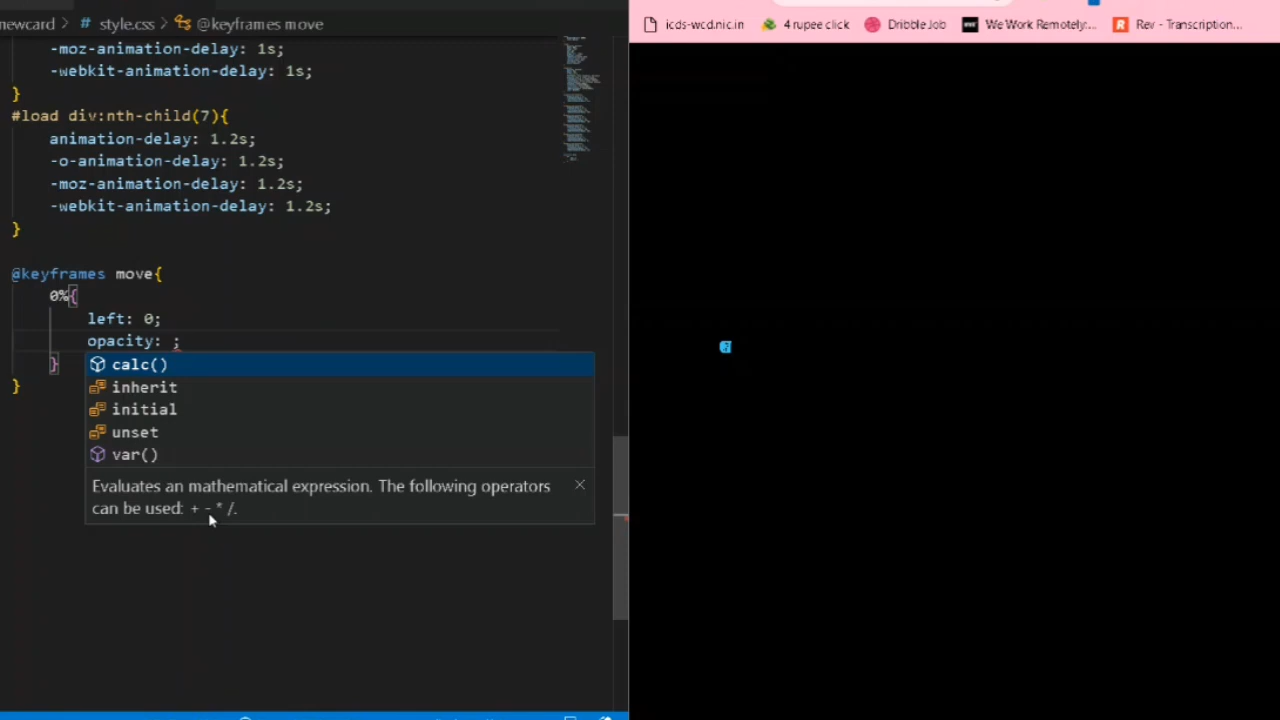 newcard > # style.css > @keyframes move
-moz-animation-delay: 1s;
-webkit-animation-delay: 1s;
}
#load div:nth-child(7){
animation-delay: 1.2s;
-o-animation-delay: 1.2s;
-moz-animation-delay: 1.2s;
-webkit-animation-delay: 1.2s;
}
@keyframes move{
0%{
left: 0;
opacity: ;
}
}
calc()
inherit
initial
unset
var()
Evaluates an mathematical expression. The following operators
can be used: + - * /.
icds-wcd.nic.in
4 rupee click
Dribble Job
We Work Remotely:...
Rev - Transcription...